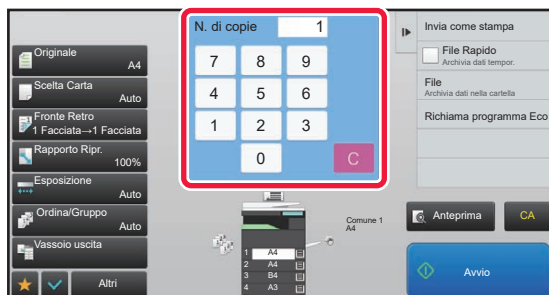 Originale
A4
Scelta Carta
Auto
Fronte Retro
1 Facciata→1 Facciata
Rapporto Ripr.
100%
Esposizione
Auto
Ordina/Gruppo
Auto
Vassoio uscita
Altri
N. di copie 1
7 8 9
4 5 6
1 2 3
0 C
Comune 1
A4
1 A4
2 A4
3 B4
4 A3
Invia come stampa
File Rapido
Archivia dati tempor.
File
Archivia dati nella cartella
Richiama programma Eco
Anteprima
CA
Avvio